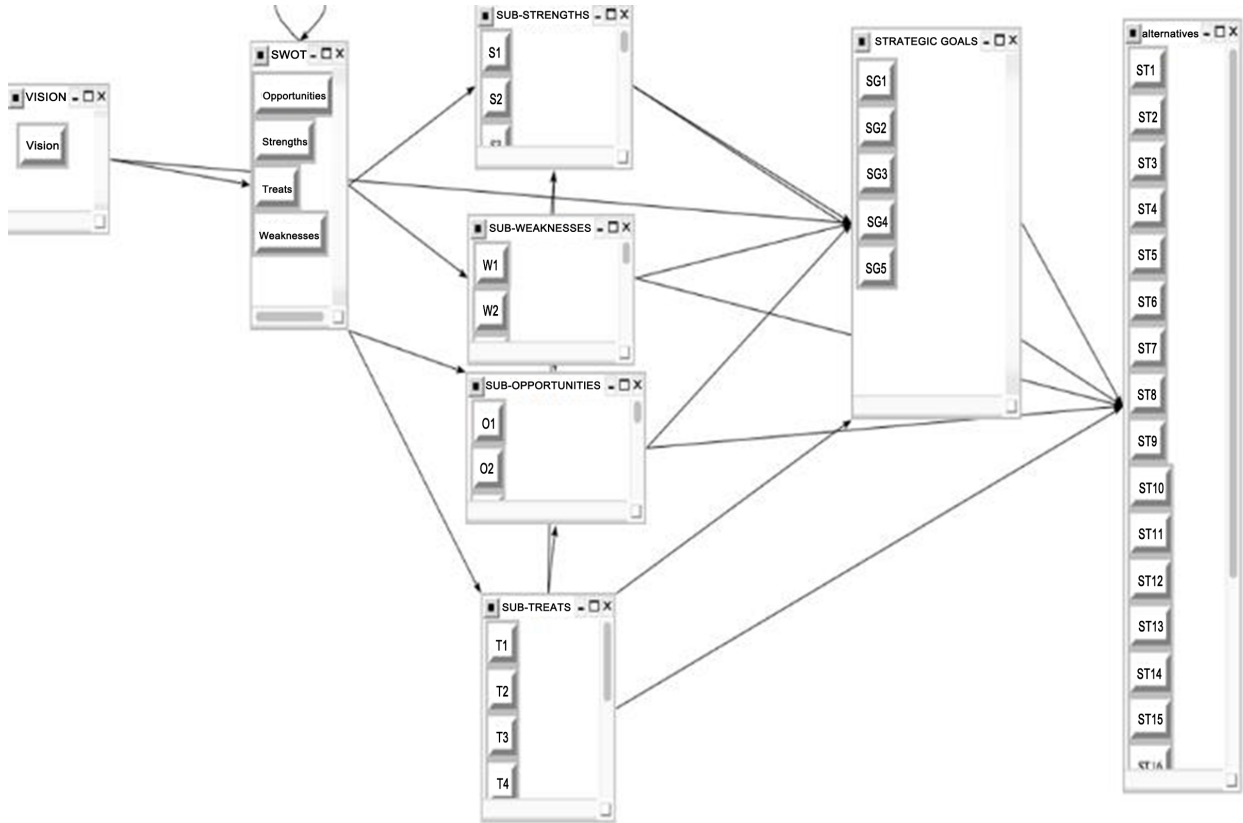 VISION
Vision
SWOT
Opportunities
Strengths
Treats
Weaknesses
SUB-STRENGTHS
S1
S2
SUB-WEAKNESSES
W1
W2
SUB-OPPORTUNITIES
O1
O2
SUB-TREATS
T1
T2
T3
T4
STRATEGIC GOALS
SG1
SG2
SG3
SG4
SG5
alternatives
ST1
ST2
ST3
ST4
ST5
ST6
ST7
ST8
ST9
ST10
ST11
ST12
ST13
ST14
ST15
ST16